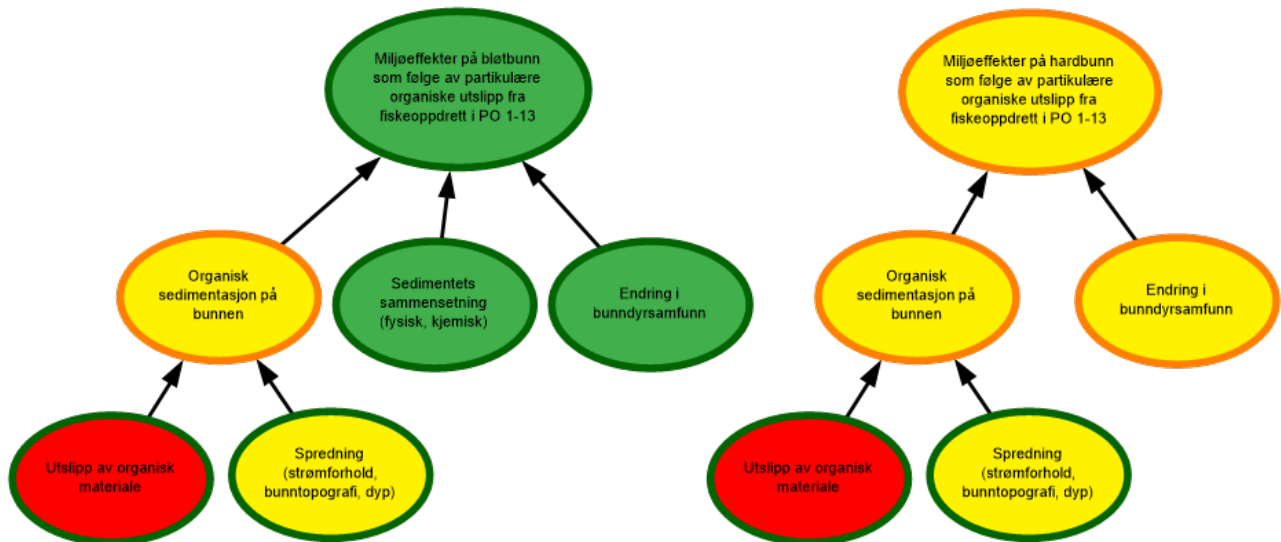 Miljøeffekter på bløtbunn
som følge av partikulære
organiske utslipp fra
fiskeoppdrett i PO 1-13
Miljøeffekter på hardbunn
som følge av partikulære
organiske utslipp fra
fiskeoppdrett i PO 1-13
Organisk
sedimentasjon på
bunnen
Sedimentets
sammensetning
(fysisk, kjemisk)
Endring i
bunndyrsamfunn
Organisk
sedimentasjon på
bunnen
Endring i
bunndyrsamfunn
Utslipp av organisk
materiale
Spredning
(strømforhold,
bunntopografi, dyp)
Utslipp av organisk
materiale
Spredning
(strømforhold,
bunntopografi, dyp)